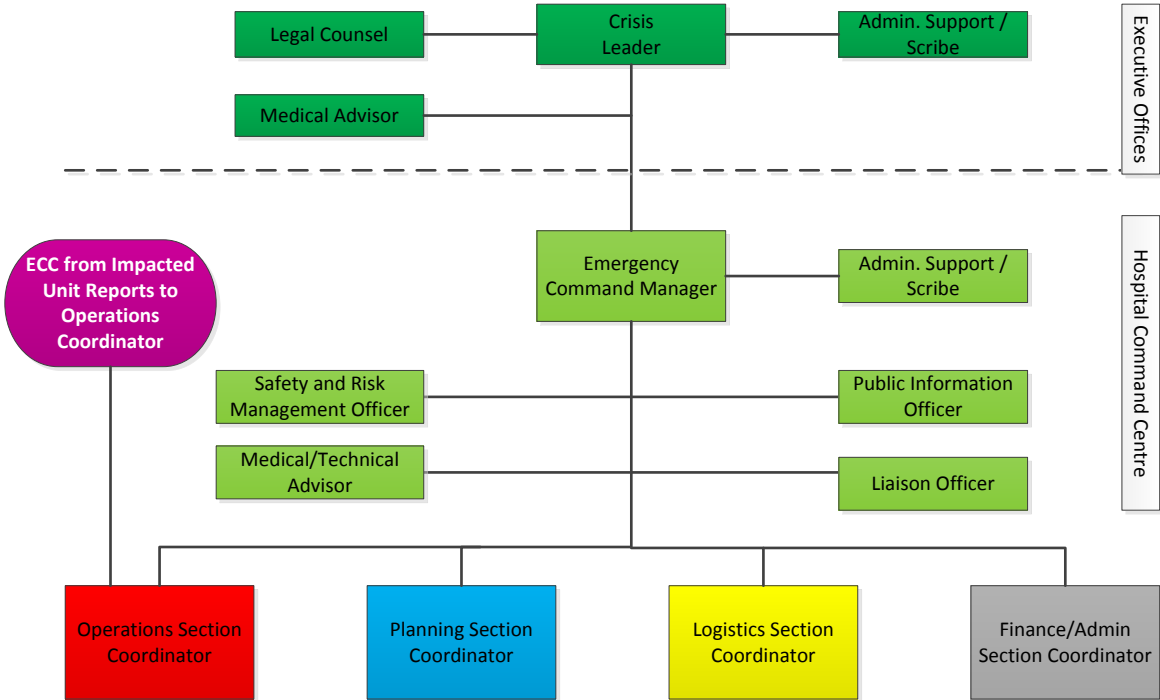 Legal Counsel
Crisis
Leader
Admin. Support /
Scribe
Executive Offices
Medical Advisor
ECC from Impacted
Unit Reports to
Operations
Coordinator
Emergency
Command Manager
Admin. Support /
Scribe
Hospital Command Centre
Safety and Risk
Management Officer
Public Information
Officer
Medical/Technical
Advisor
Liaison Officer
Operations Section
Coordinator
Planning Section
Coordinator
Logistics Section
Coordinator
Finance/Admin
Section Coordinator